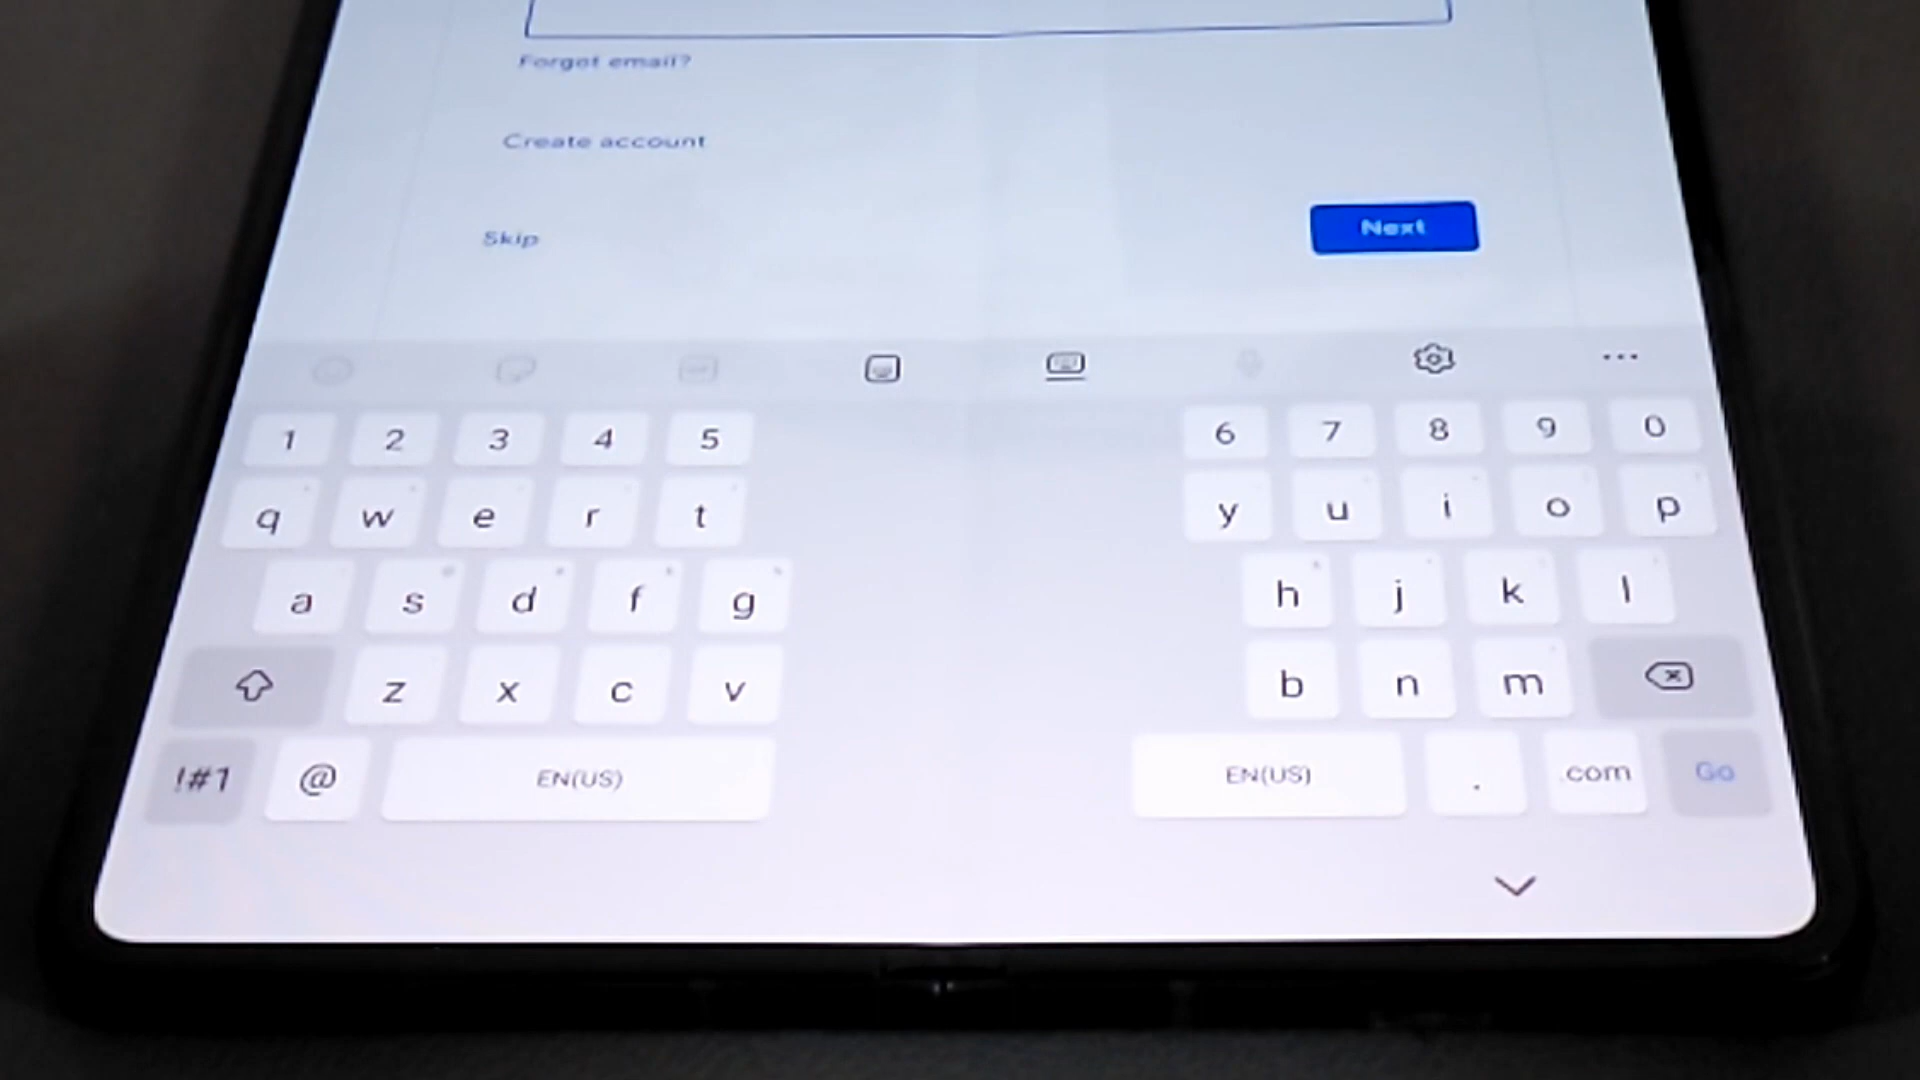 Forgot email?
Create account
Skip
Next
1 2 3 4 5 6 7 8 9 0
q w e r t y u i o p
a s d f g h j k l
z x c v b n m
!#1 @ EN(US) EN(US) . .com Go